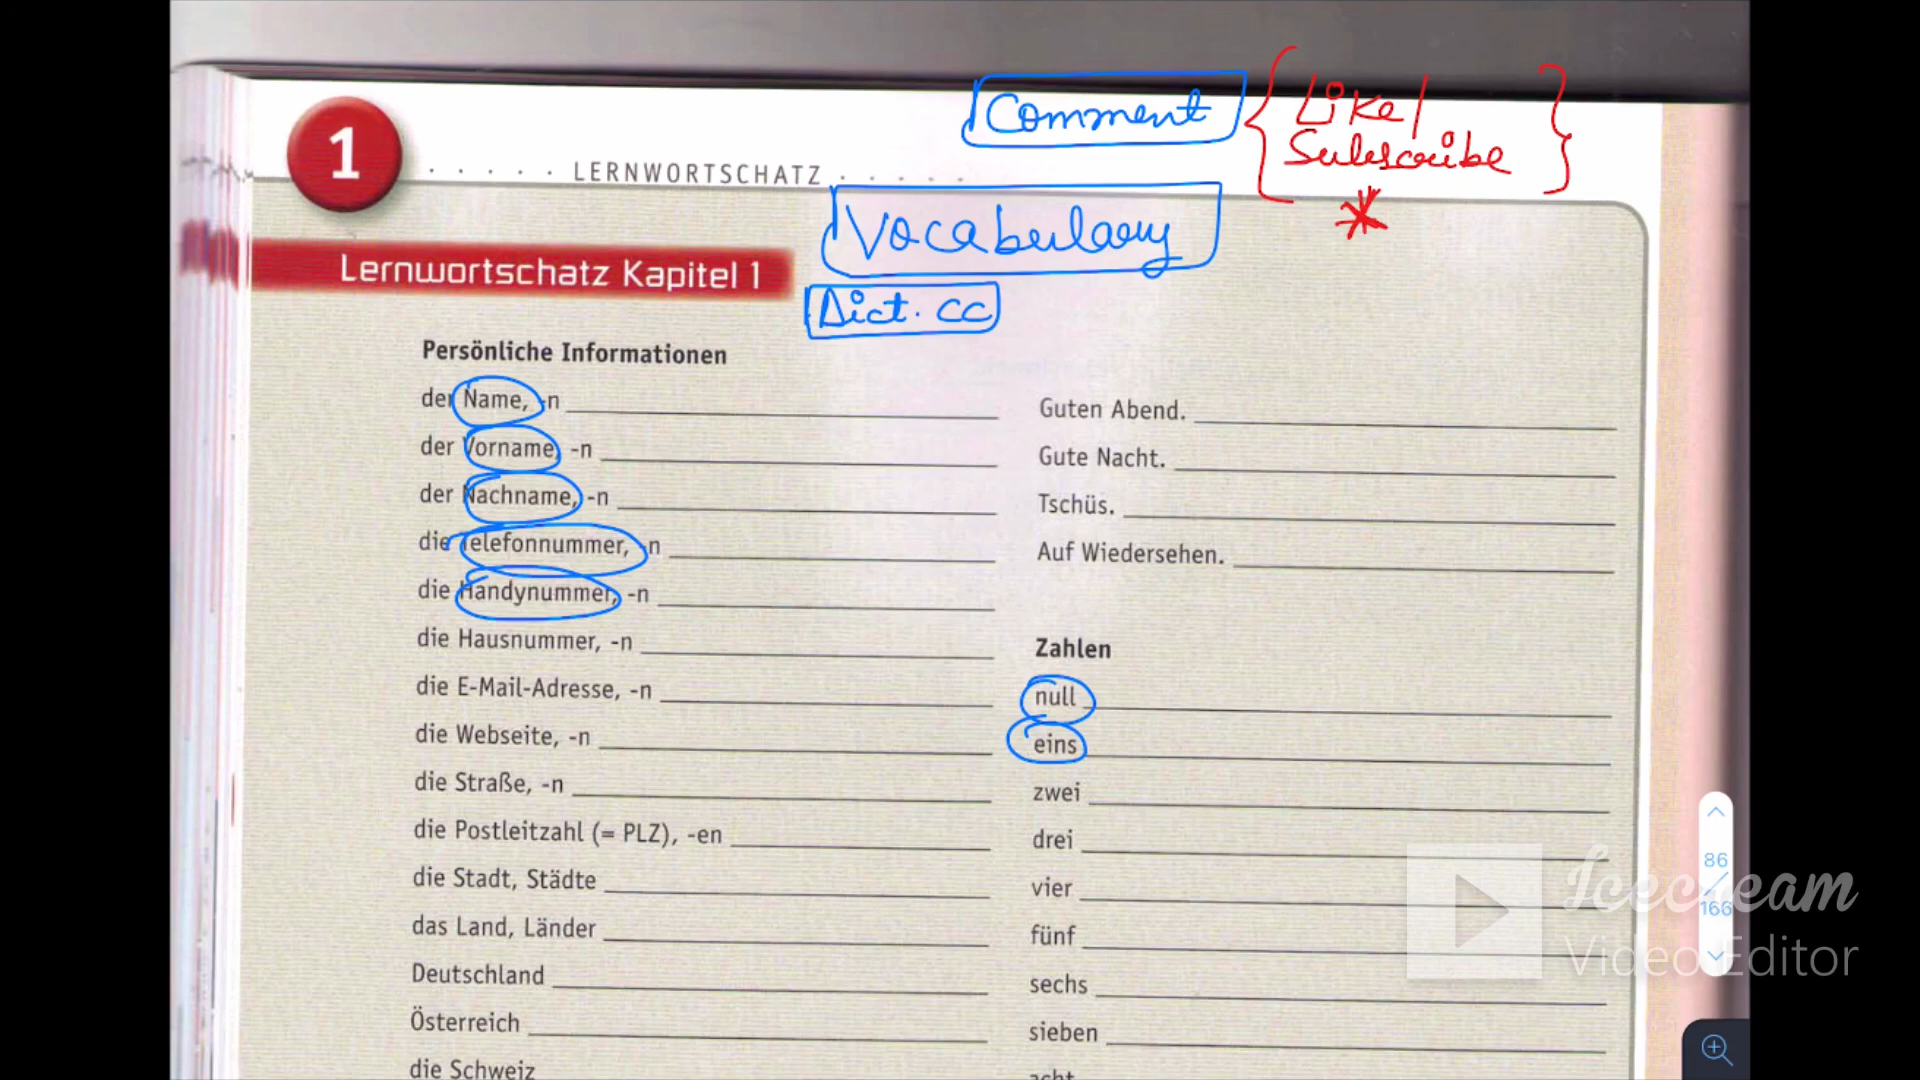 Comment
Like /
Subscribe
1
LERNWORTSCHATZ
Vocabulary
Lernwortschatz Kapitel 1
Dict. cc
Persönliche Informationen
der Name, -n
der Vorname, -n
der Nachname, -n
die Telefonnummer, -n
die Handynummer, -n
die Hausnummer, -n
die E-Mail-Adresse, -n
die Webseite, -n
die Straße, -n
die Postleitzahl (= PLZ), -en
die Stadt, Städte
das Land, Länder
Deutschland
Österreich
die Schweiz
Guten Abend.
Gute Nacht.
Tschüs.
Auf Wiedersehen.
Zahlen
null
eins
zwei
drei
vier
fünf
sechs
sieben
acht
86
166
Icecream
Video Editor